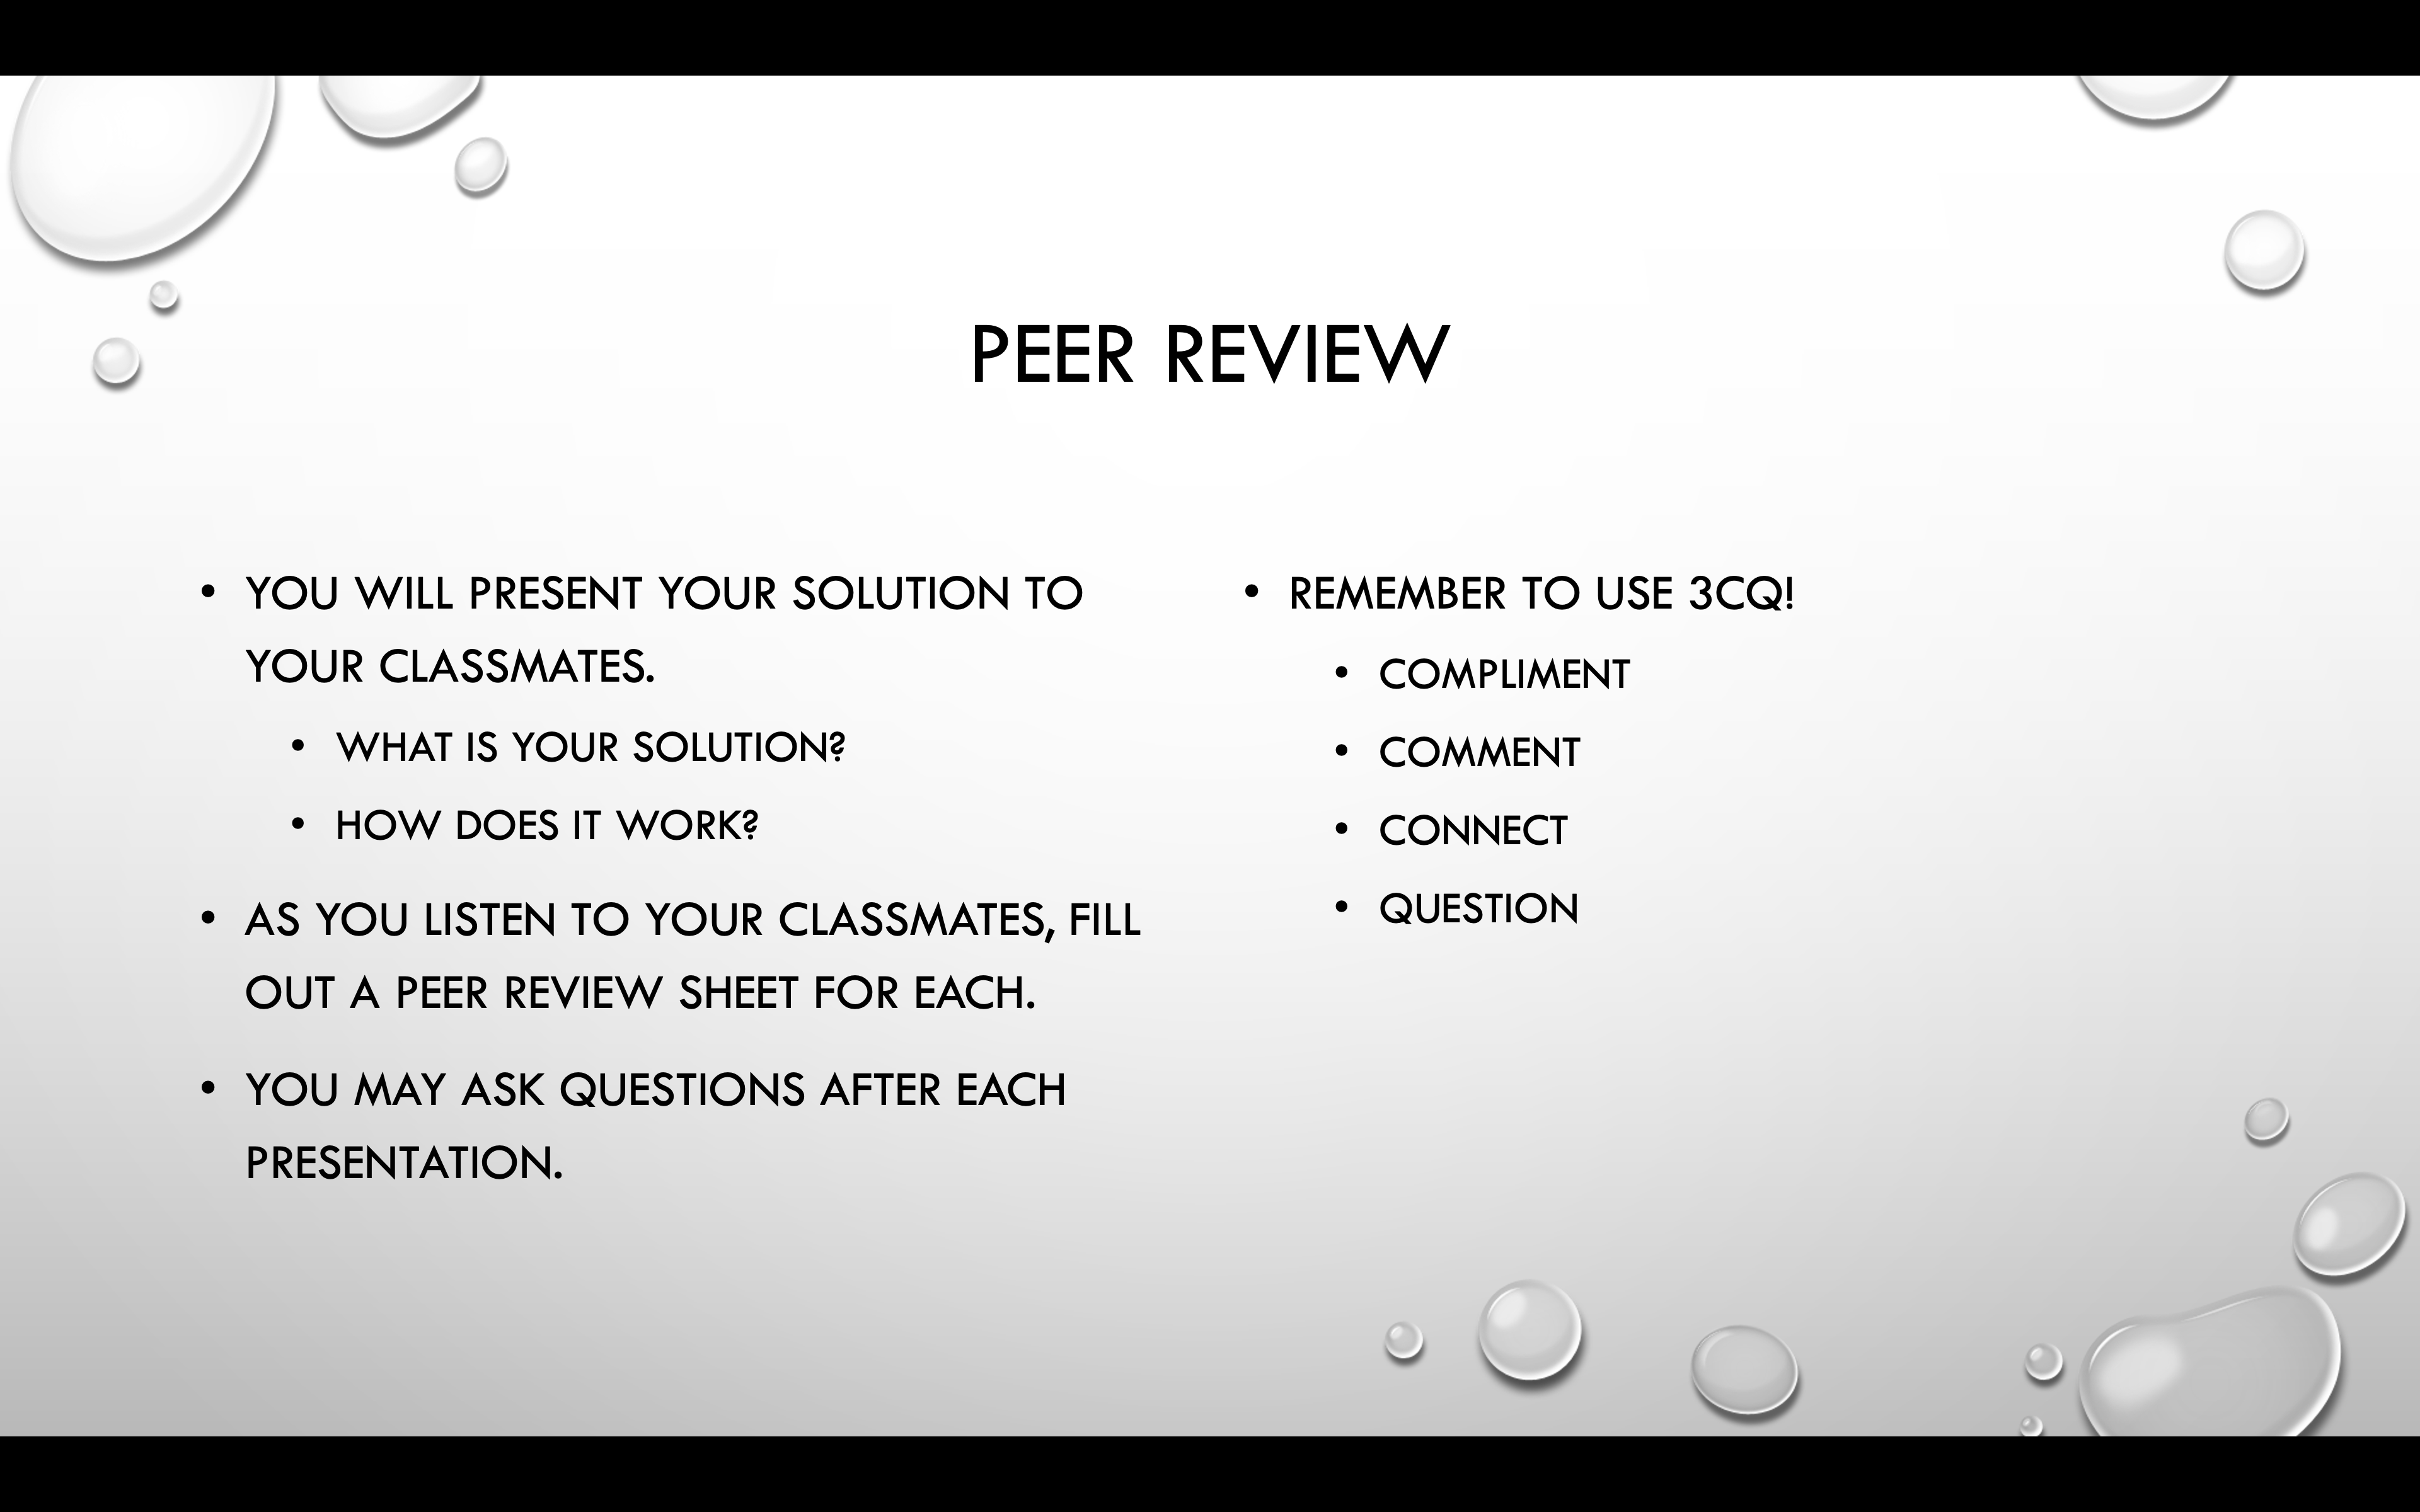 PEER REVIEW
• YOU WILL PRESENT YOUR SOLUTION TO
YOUR CLASSMATES.
• WHAT IS YOUR SOLUTION?
• HOW DOES IT WORK?
• AS YOU LISTEN TO YOUR CLASSMATES, FILL
OUT A PEER REVIEW SHEET FOR EACH.
• YOU MAY ASK QUESTIONS AFTER EACH
PRESENTATION.
• REMEMBER TO USE 3CQ!
• COMPLIMENT
• COMMENT
• CONNECT
• QUESTION